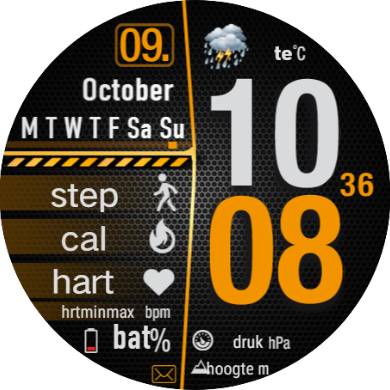 09.
October
M T W T F Sa Su
te°C
10
08
36
step
cal
hart
hrtminmax bpm
bat%
druk hPa
hoogte m